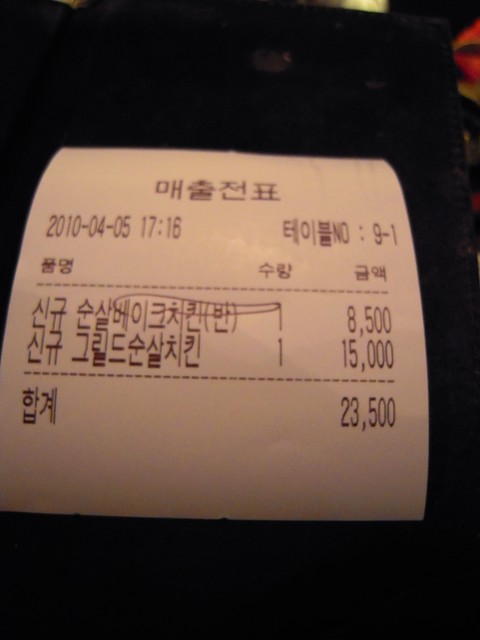 매출전표
2010-04-05 17:16 테이블NO : 9-1
품명 수량 금액
신규 순살베이크치킨(반) 1 8,500
신규 그릴드순살치킨 1 15,000
합계 23,500